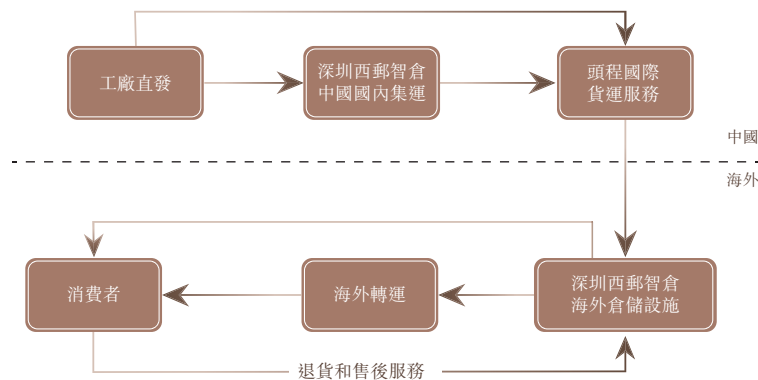 工廠直發
深圳西郵智倉
中國國內集運
頭程國際
貨運服務
中國
海外
消費者
海外轉運
深圳西郵智倉
海外倉儲設施
退貨和售後服務